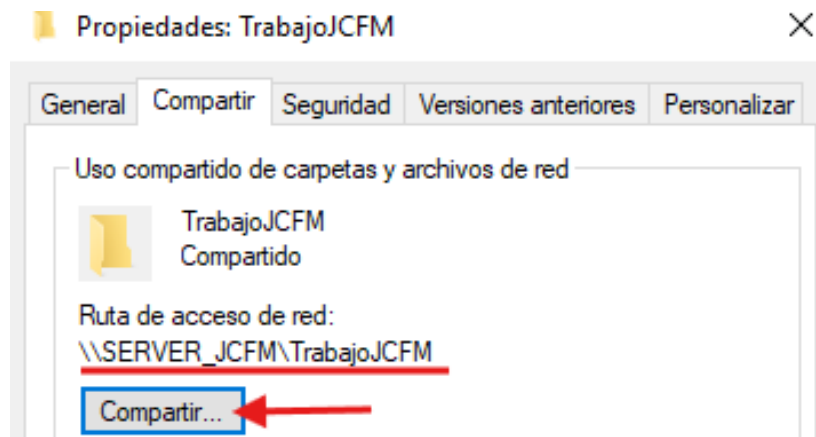 Propiedades: TrabajoJCFM
General Compartir Seguridad Versiones anteriores Personalizar
Uso compartido de carpetas y archivos de red
TrabajoJCFM
Compartido
Ruta de acceso de red:
\\SERVER_JCFM\TrabajoJCFM
Compartir...